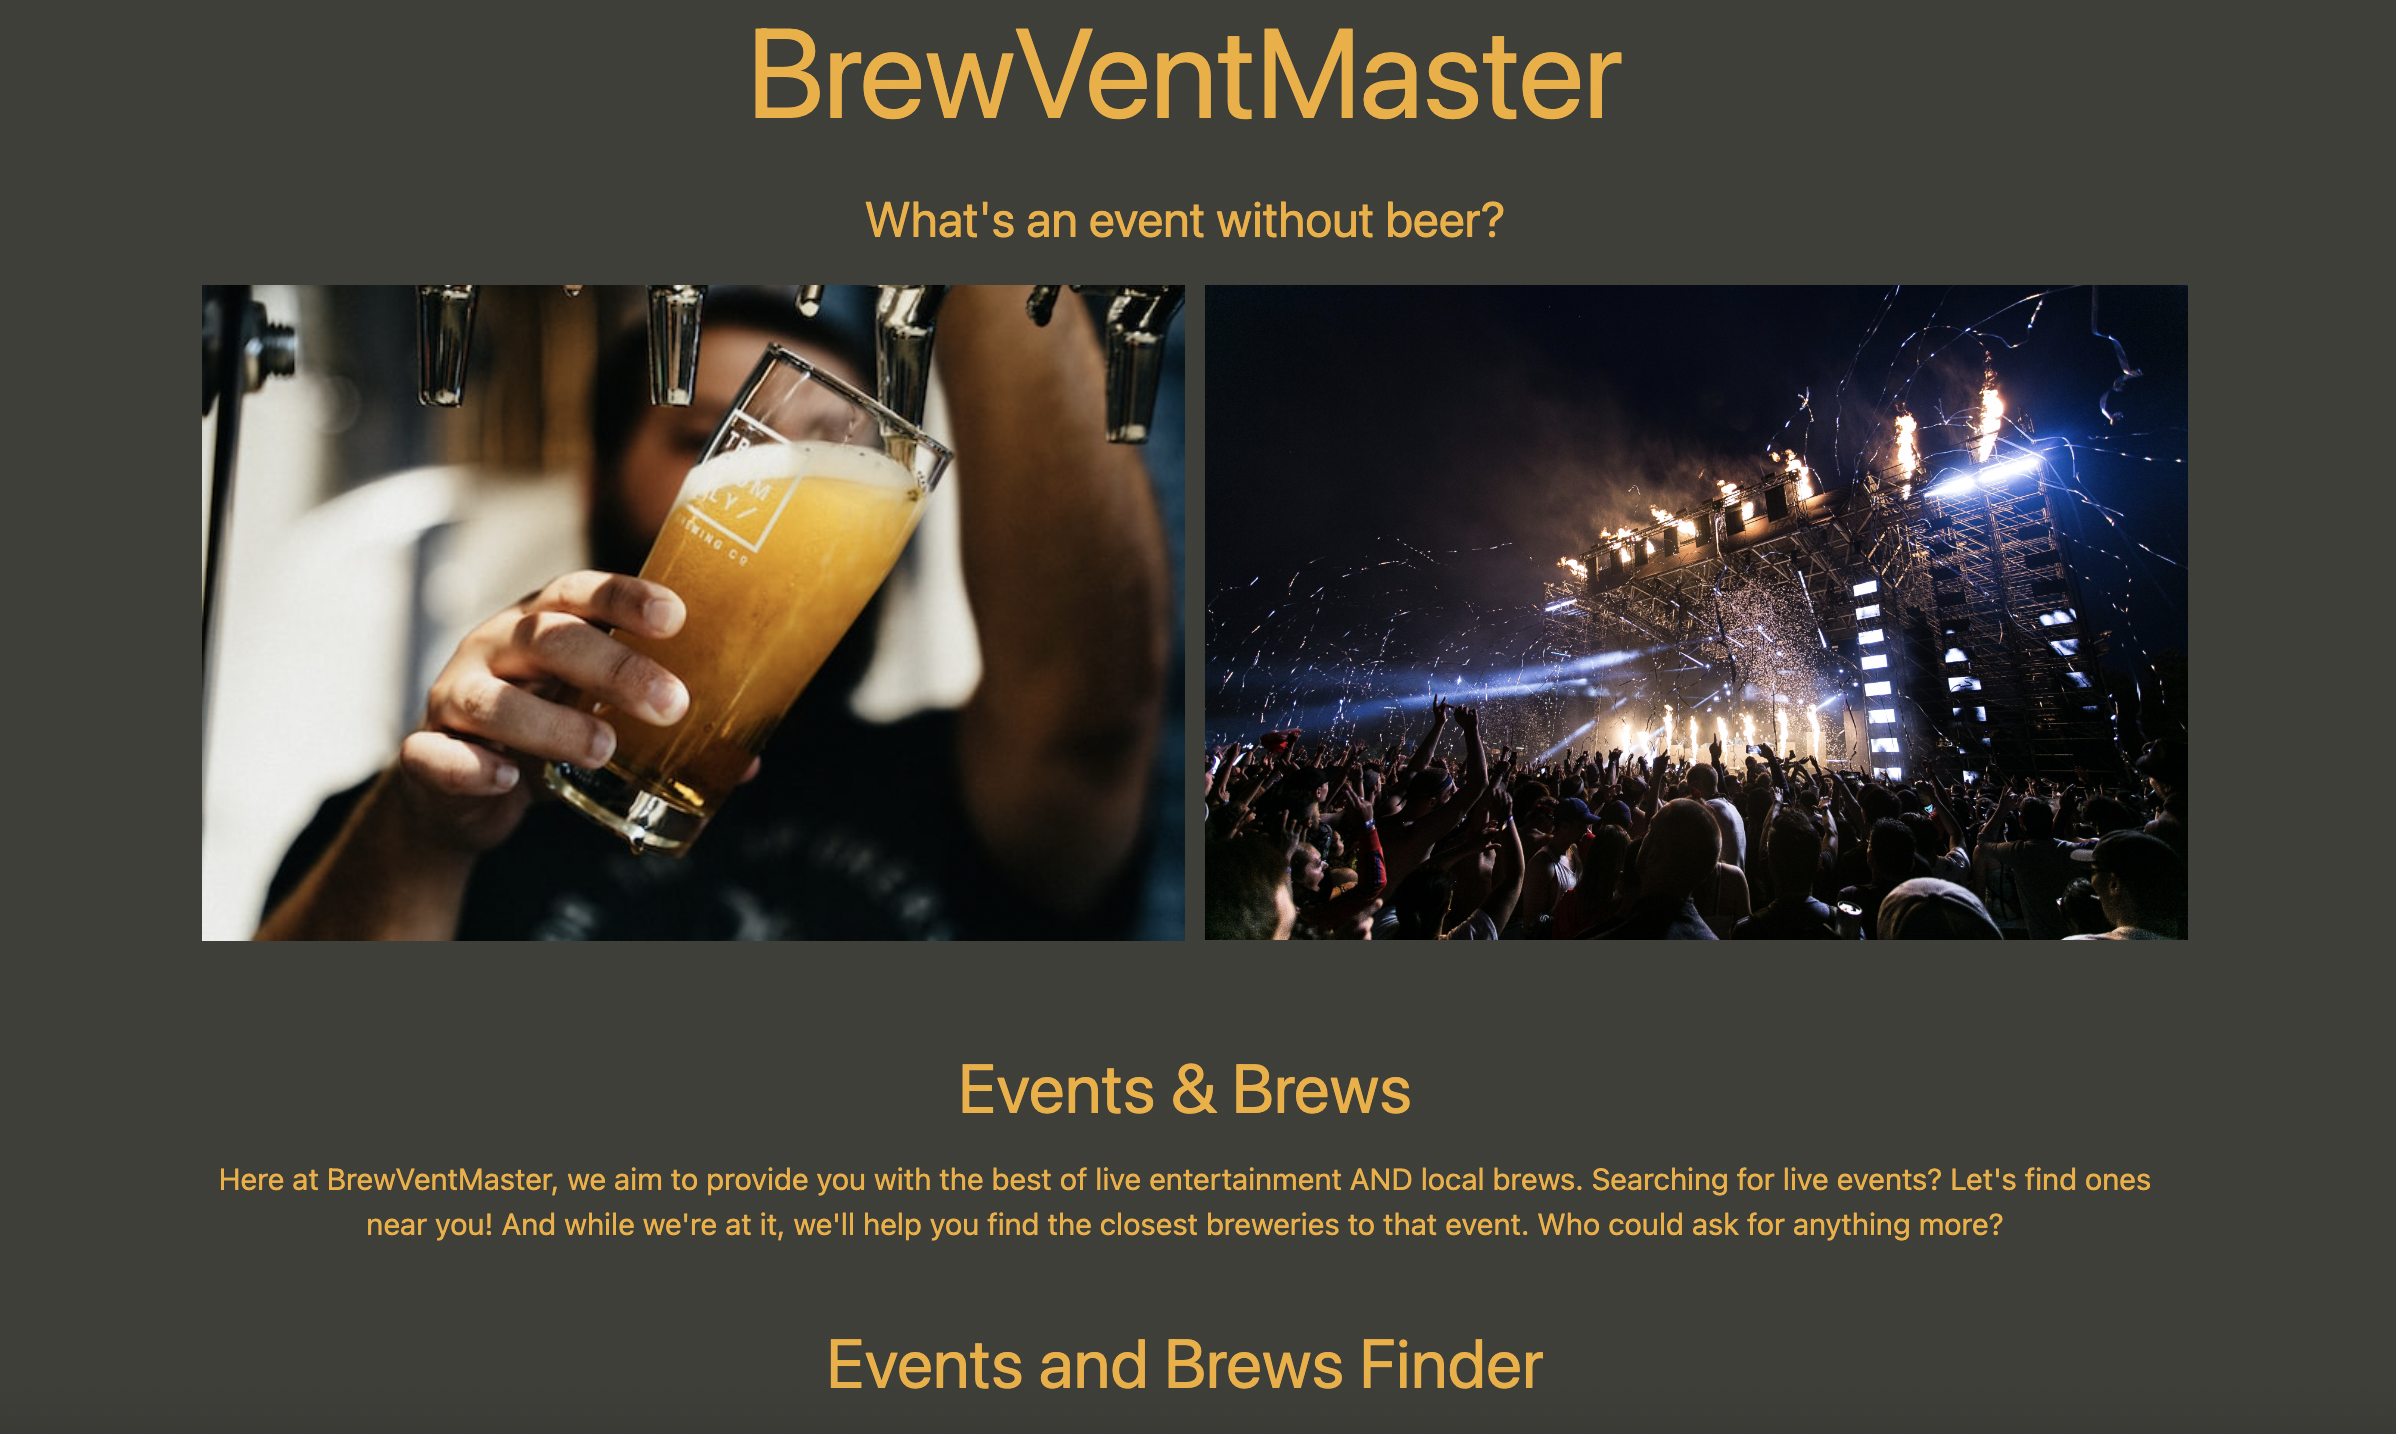 BrewVentMaster
What's an event without beer?
Events & Brews
Here at BrewVentMaster, we aim to provide you with the best of live entertainment AND local brews. Searching for live events? Let's find ones
near you! And while we're at it, we'll help you find the closest breweries to that event. Who could ask for anything more?
Events and Brews Finder